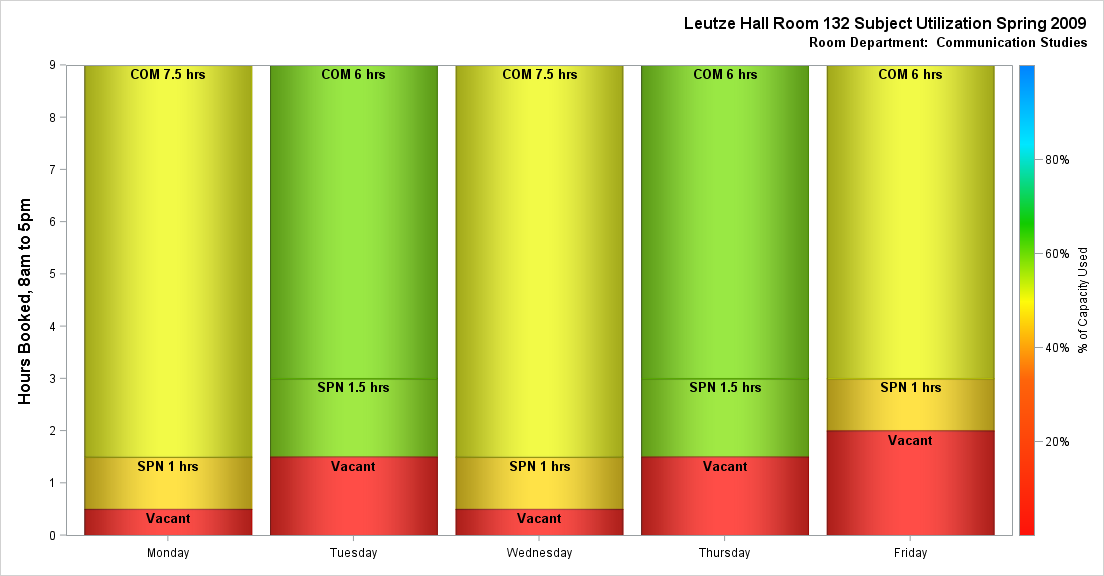 Leutze Hall Room 132 Subject Utilization Spring 2009
Room Department:  Communication Studies
Hours Booked, 8am to 5pm
9
8
7
6
5
4
3
2
1
0
COM 7.5 hrs
SPN 1 hrs
Vacant
COM 6 hrs
SPN 1.5 hrs
Vacant
COM 7.5 hrs
SPN 1 hrs
Vacant
COM 6 hrs
SPN 1.5 hrs
Vacant
COM 6 hrs
SPN 1 hrs
Vacant
Monday
Tuesday
Wednesday
Thursday
Friday
80%
60%
40%
20%
% of Capacity Used